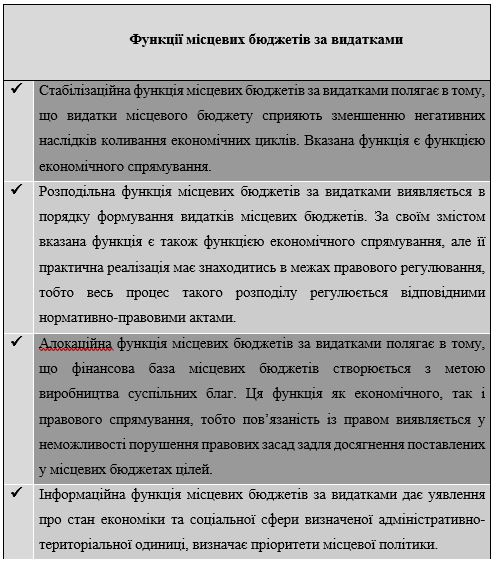 Функції місцевих бюджетів за видатками
✓ Стабілізаційна функція місцевих бюджетів за видатками полягає в тому,
що видатки місцевого бюджету сприяють зменшенню негативних
наслідків коливання економічних циклів. Вказана функція є функцією
економічного спрямування.
✓ Розподільна функція місцевих бюджетів за видатками виявляється в
порядку формування видатків місцевих бюджетів. За своїм змістом
вказана функція є також функцією економічного спрямування, але її
практична реалізація має знаходитись в межах правового регулювання,
тобто весь процес такого розподілу регулюється відповідними
нормативно-правовими актами.
✓ Алокаційна функція місцевих бюджетів за видатками полягає в тому,
що фінансова база місцевих бюджетів створюється з метою
виробництва суспільних благ. Ця функція як економічного, так і
правового спрямування, тобто пов’язаність із правом виявляється у
неможливості порушення правових засад задля досягнення поставлених
у місцевих бюджетах цілей.
✓ Інформаційна функція місцевих бюджетів за видатками дає уявлення
про стан економіки та соціальної сфери визначеної адміністративно-
територіальної одиниці, визначає пріоритети місцевої політики.